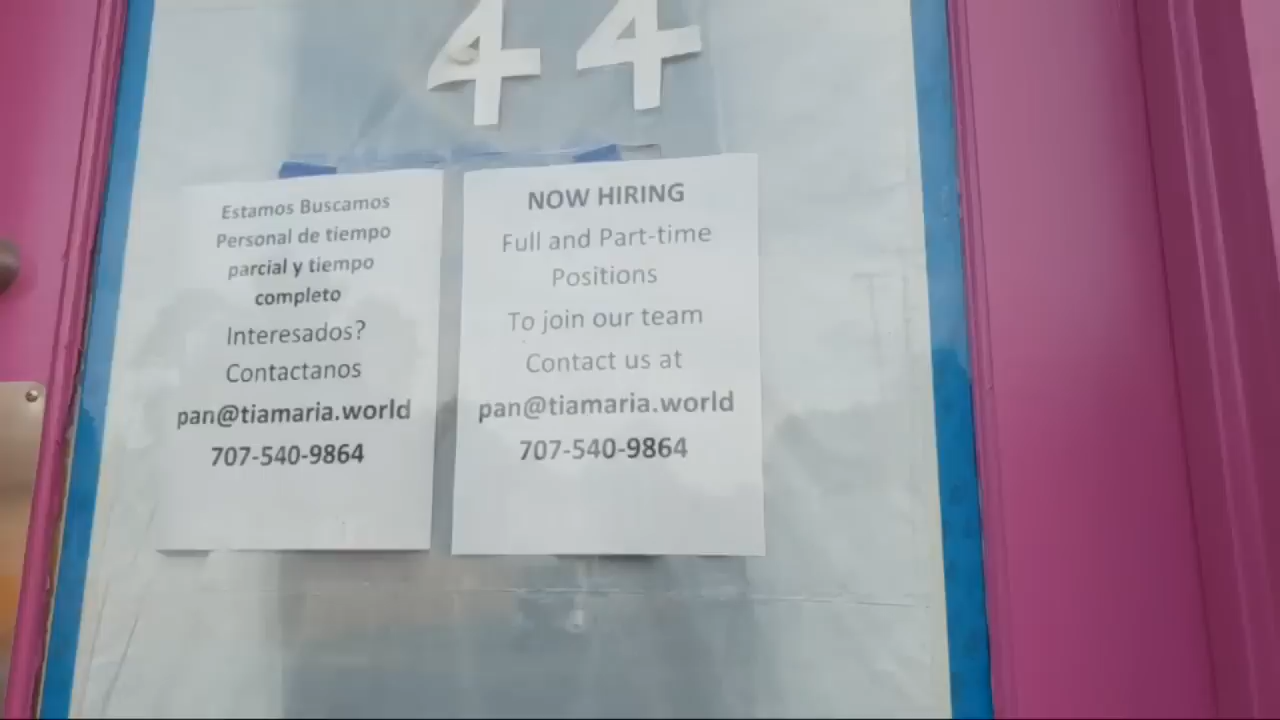 44
Estamos Buscamos
Personal de tiempo
parcial y tiempo
completo
Interesados?
Contactanos
pan@tiamaria.world
707-540-9864
NOW HIRING
Full and Part-time
Positions
To join our team
Contact us at
pan@tiamaria.world
707-540-9864